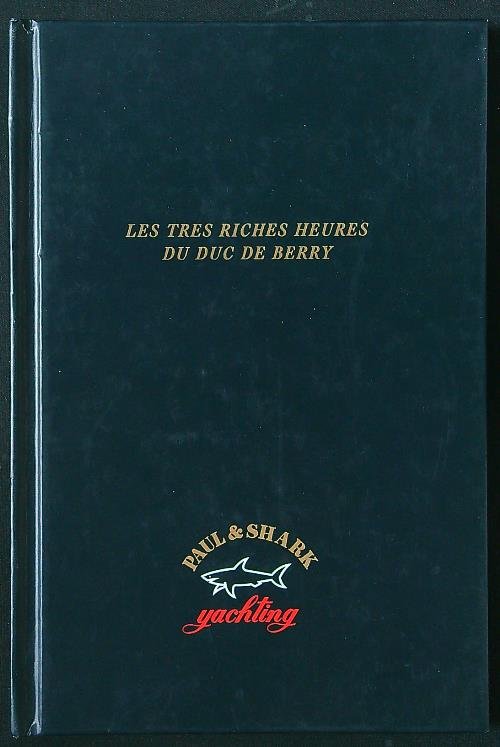 LES TRES RICHES HEURES
DU DUC DE BERRY
PAUL & SHARK
yachting